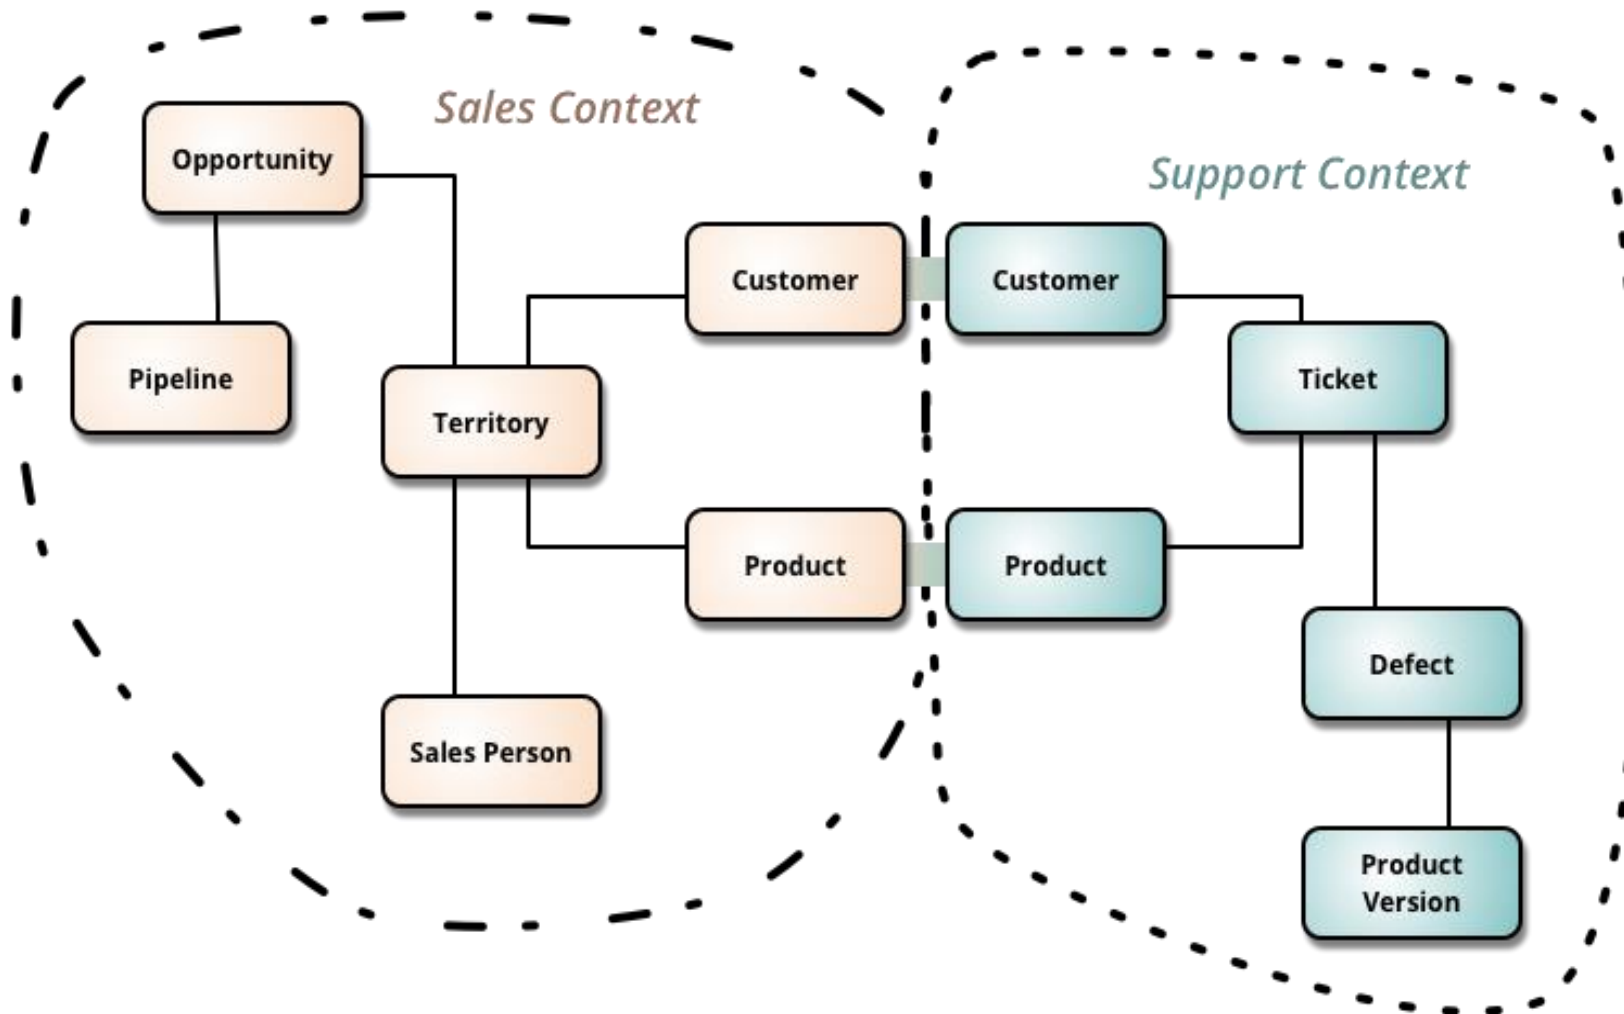 Sales Context
Opportunity
Support Context
Customer
Customer
Pipeline
Ticket
Territory
Product
Product
Defect
Sales Person
Product
Version